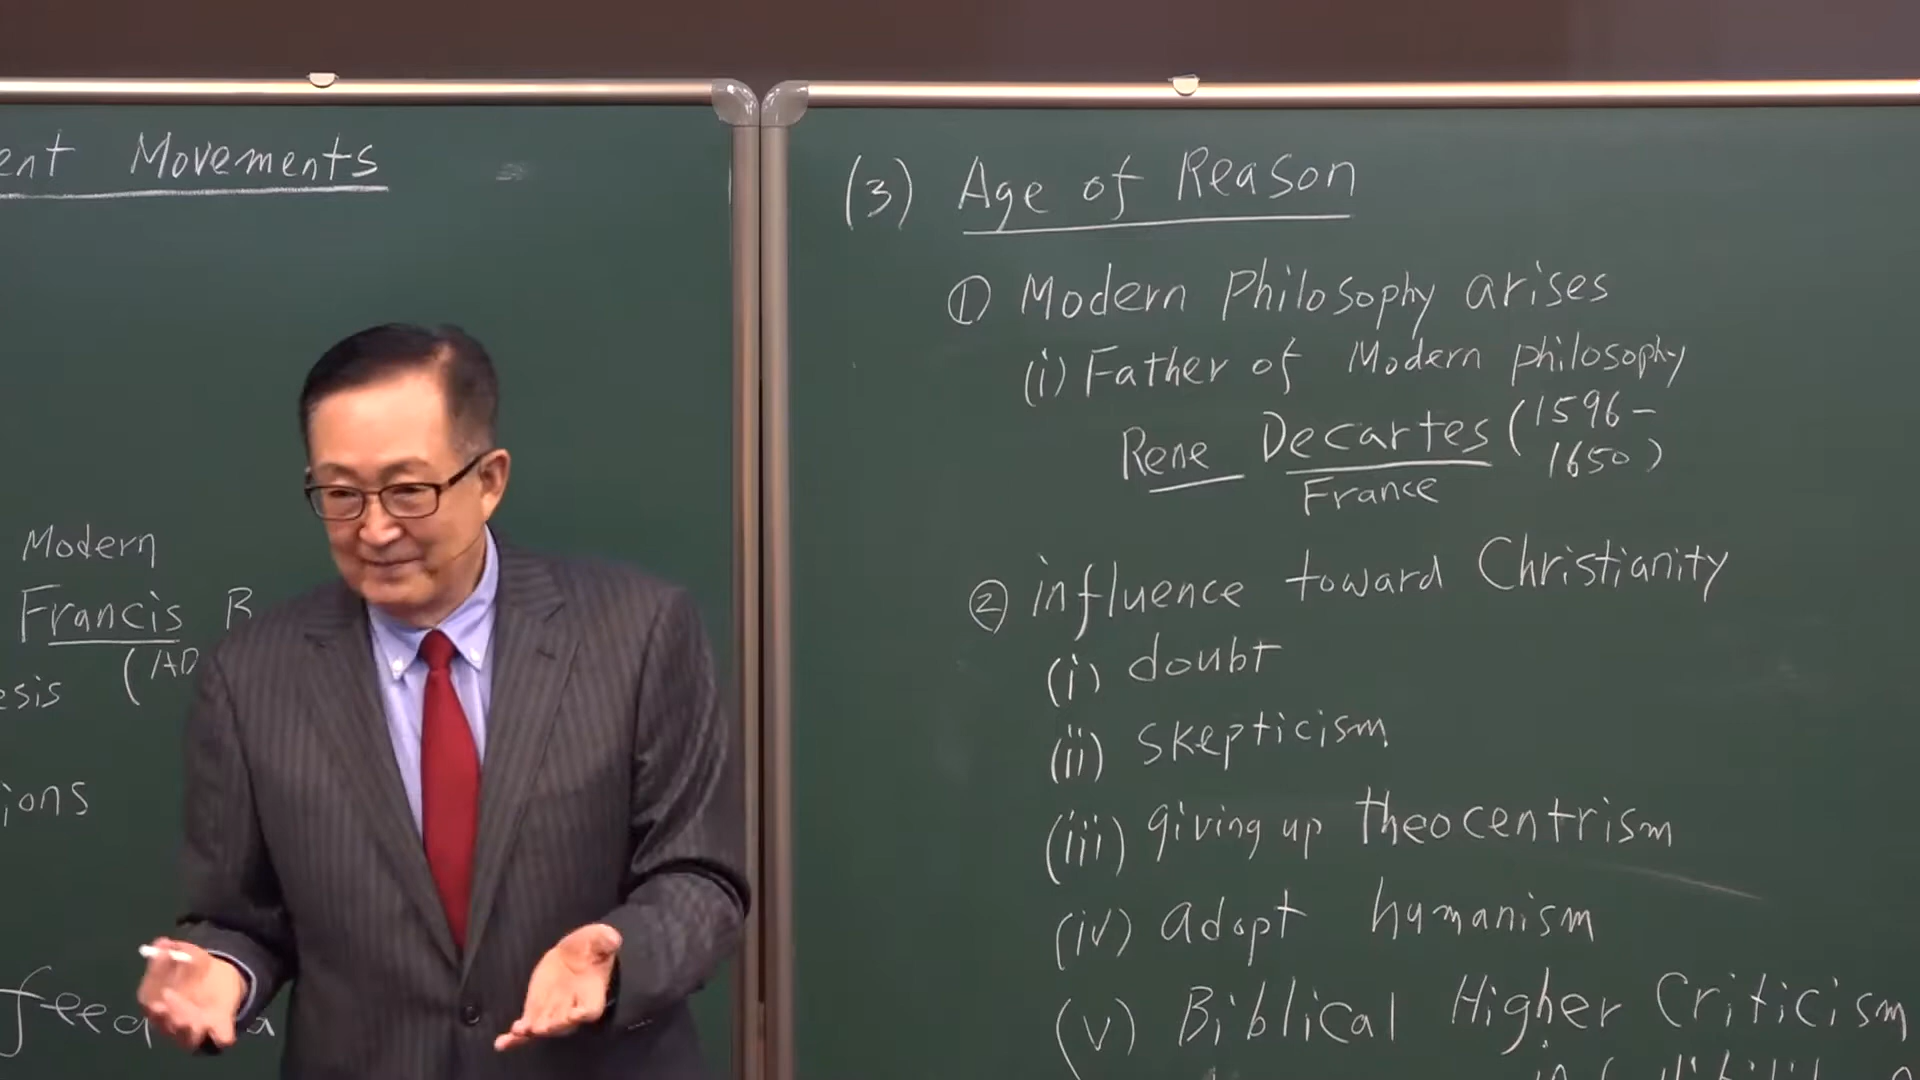 ent Movements
Modern
Francis B
(AD
esis
ions
(3) Age of Reason
① Modern Philosophy arises
(i) Father of Modern philosophy
Rene Decartes (1596-
1650)
France
② influence toward Christianity
(i) doubt
(ii) skepticism
(iii) giving up theocentrism
(iv) adopt humanism
(v) Biblical Higher Criticism